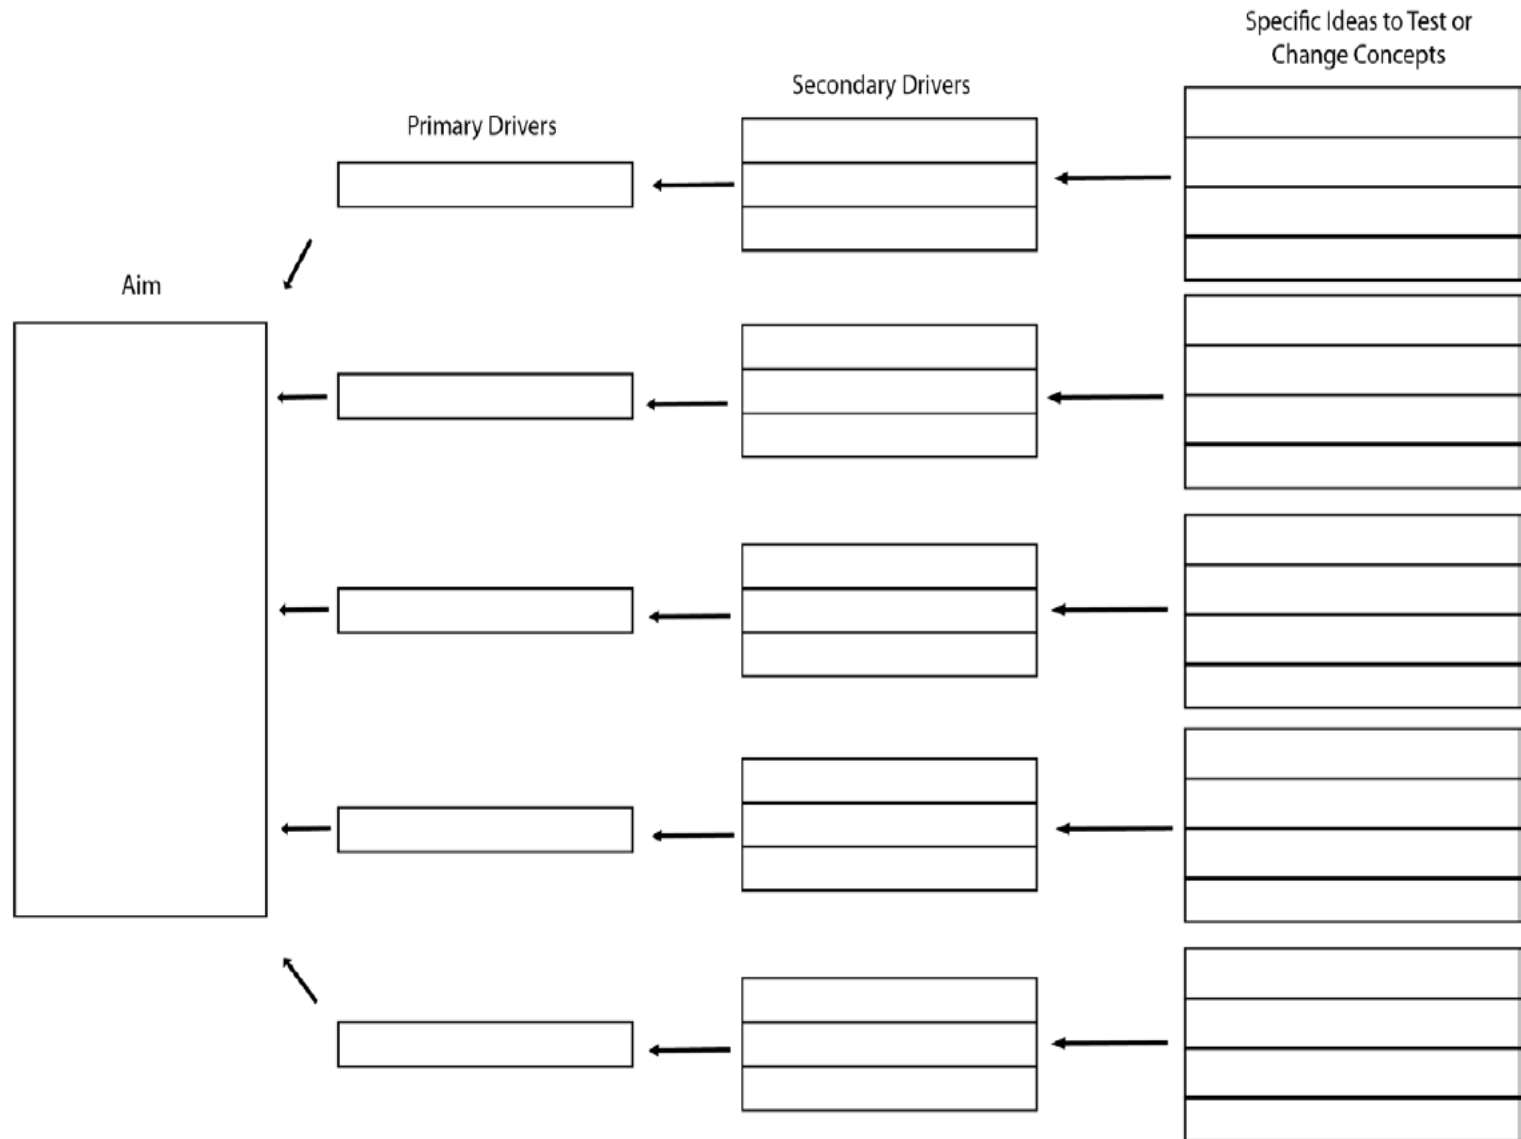 Specific Ideas to Test or
Change Concepts
Secondary Drivers
Primary Drivers
Aim